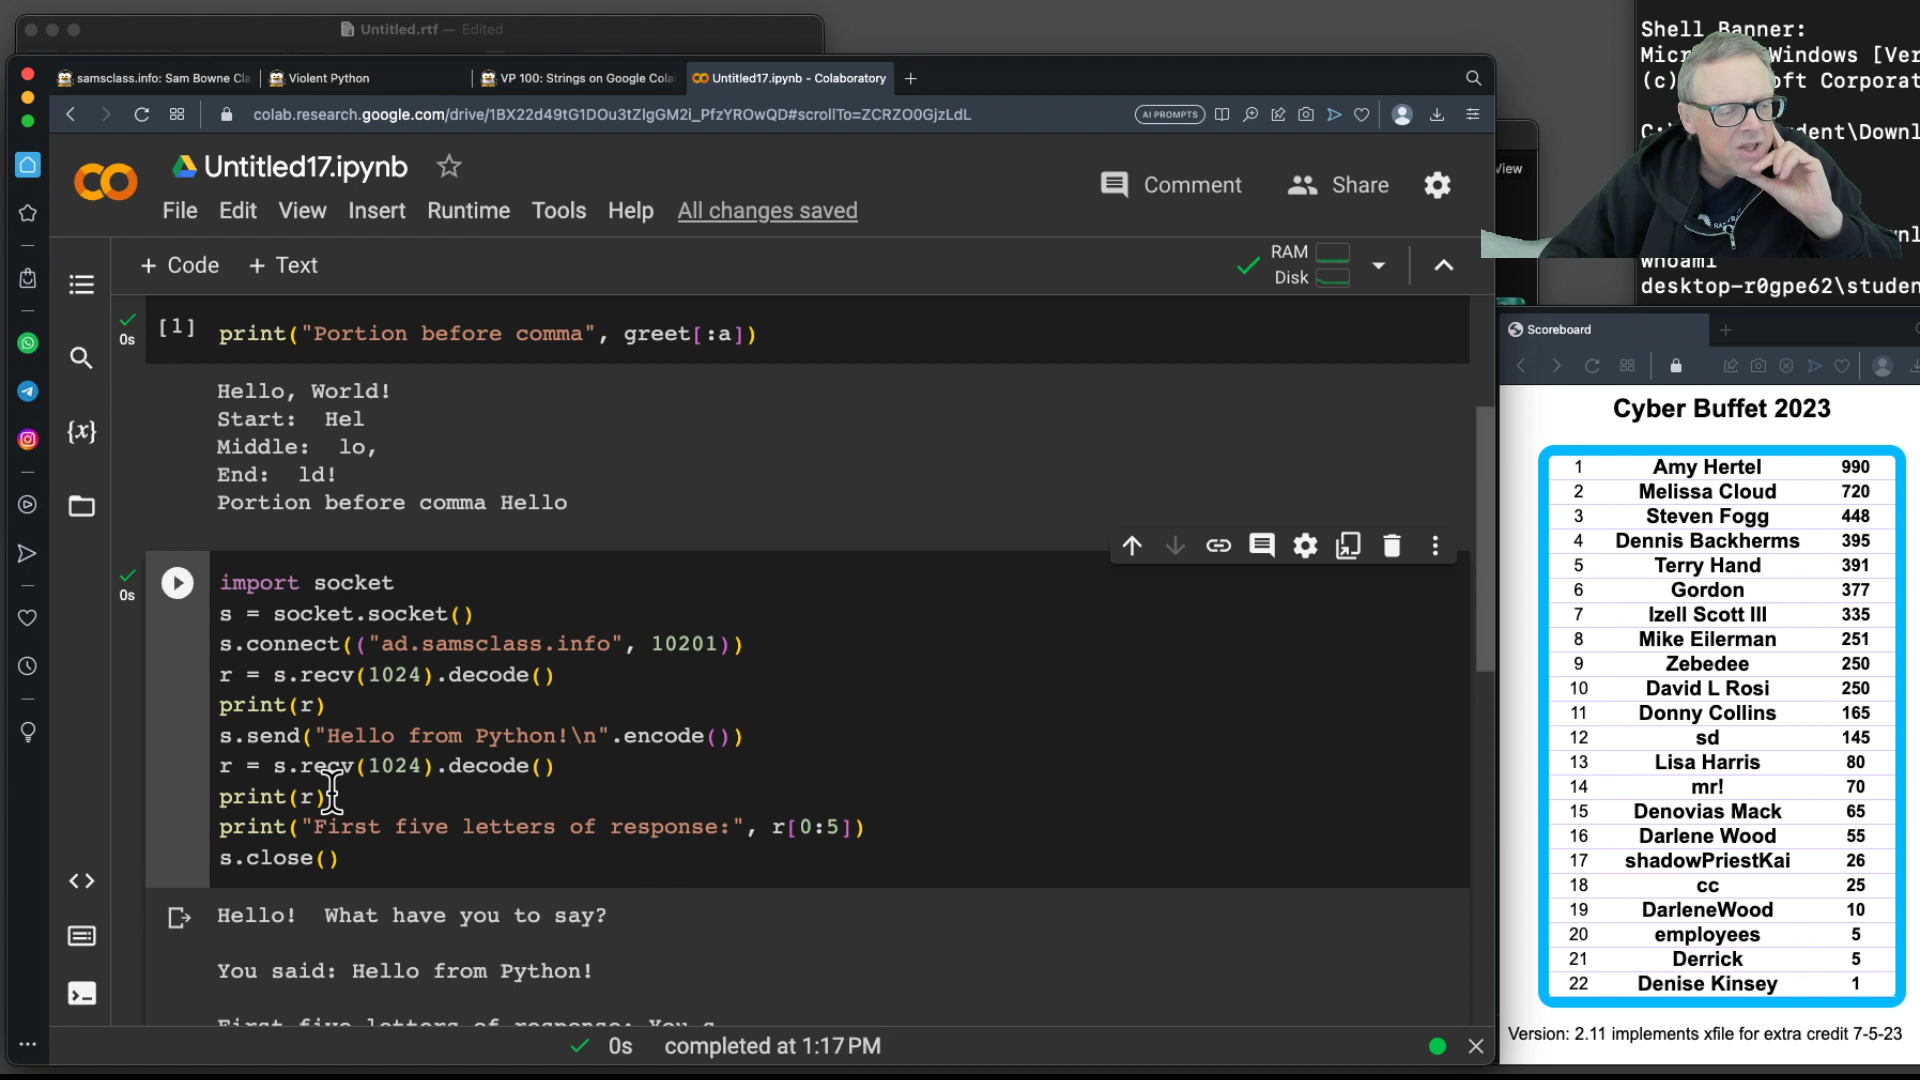 Untitled.rtf — Edited
samsclass.info: Sam Bowne Cla
Violent Python
VP 100: Strings on Google Cola
Untitled17.ipynb - Colaboratory
colab.research.google.com/drive/1BX22d49tG1DOu3tZlgGM2i_PfzYROwQD#scrollTo=ZCRZO0GjzLdL
AI PROMPTS
Untitled17.ipynb
Comment
Share
File Edit View Insert Runtime Tools Help All changes saved
+ Code + Text
RAM
Disk
[1] print("Portion before comma", greet[:a])
0s
Hello, World!
Start:  Hel
Middle:  lo,
End:  ld!
Portion before comma Hello
0s
import socket
s = socket.socket()
s.connect(("ad.samsclass.info", 10201))
r = s.recv(1024).decode()
print(r)
s.send("Hello from Python!\n".encode())
r = s.recv(1024).decode()
print(r)
print("First five letters of response:", r[0:5])
s.close()
Hello!  What have you to say?
You said: Hello from Python!
First five letters of response: You s
0s completed at 1:17 PM
Shell Banner:
Windows [Ver
(c)
oft Corporat
dent\Downl
View
whoami
desktop-r0gpe62\studen
Scoreboard
Cyber Buffet 2023
1 Amy Hertel 990
2 Melissa Cloud 720
3 Steven Fogg 448
4 Dennis Backherms 395
5 Terry Hand 391
6 Gordon 377
7 Izell Scott III 335
8 Mike Eilerman 251
9 Zebedee 250
10 David L Rosi 250
11 Donny Collins 165
12 sd 145
13 Lisa Harris 80
14 mr! 70
15 Denovias Mack 65
16 Darlene Wood 55
17 shadowPriestKai 26
18 cc 25
19 DarleneWood 10
20 employees 5
21 Derrick 5
22 Denise Kinsey 1
Version: 2.11 implements xfile for extra credit 7-5-23